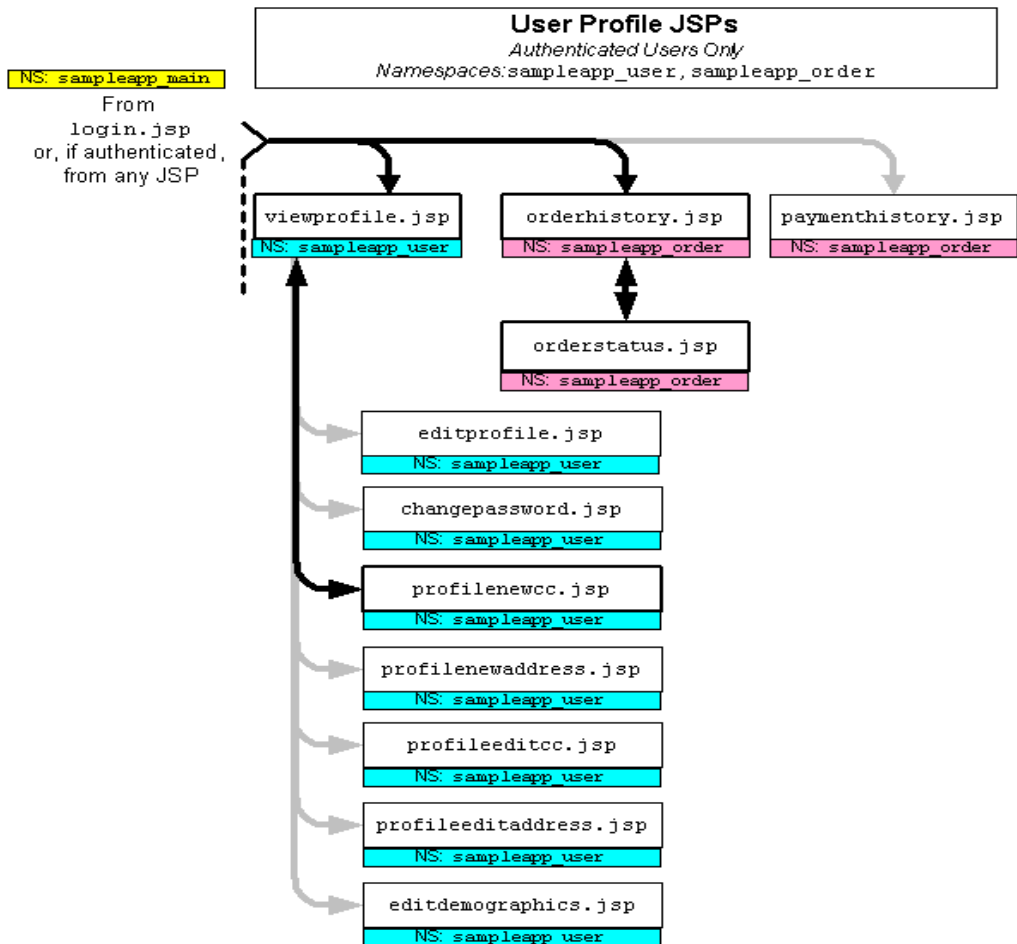 User Profile JSPs
Authenticated Users Only
Namespaces:sampleapp_user,sampleapp_order
NS: sampleapp_main
From
login.jsp
or, if authenticated,
from any JSP
viewprofile.jsp
NS: sampleapp_user
orderhistory.jsp
NS: sampleapp_order
paymenthistory.jsp
NS: sampleapp_order
orderstatus.jsp
NS: sampleapp_order
editprofile.jsp
NS: sampleapp_user
changepassword.jsp
NS: sampleapp_user
profilenewcc.jsp
NS: sampleapp_user
profilenewaddress.jsp
NS: sampleapp_user
profileeditcc.jsp
NS: sampleapp_user
profileeditaddress.jsp
NS: sampleapp_user
editdemographics.jsp
NS: sampleapp_user